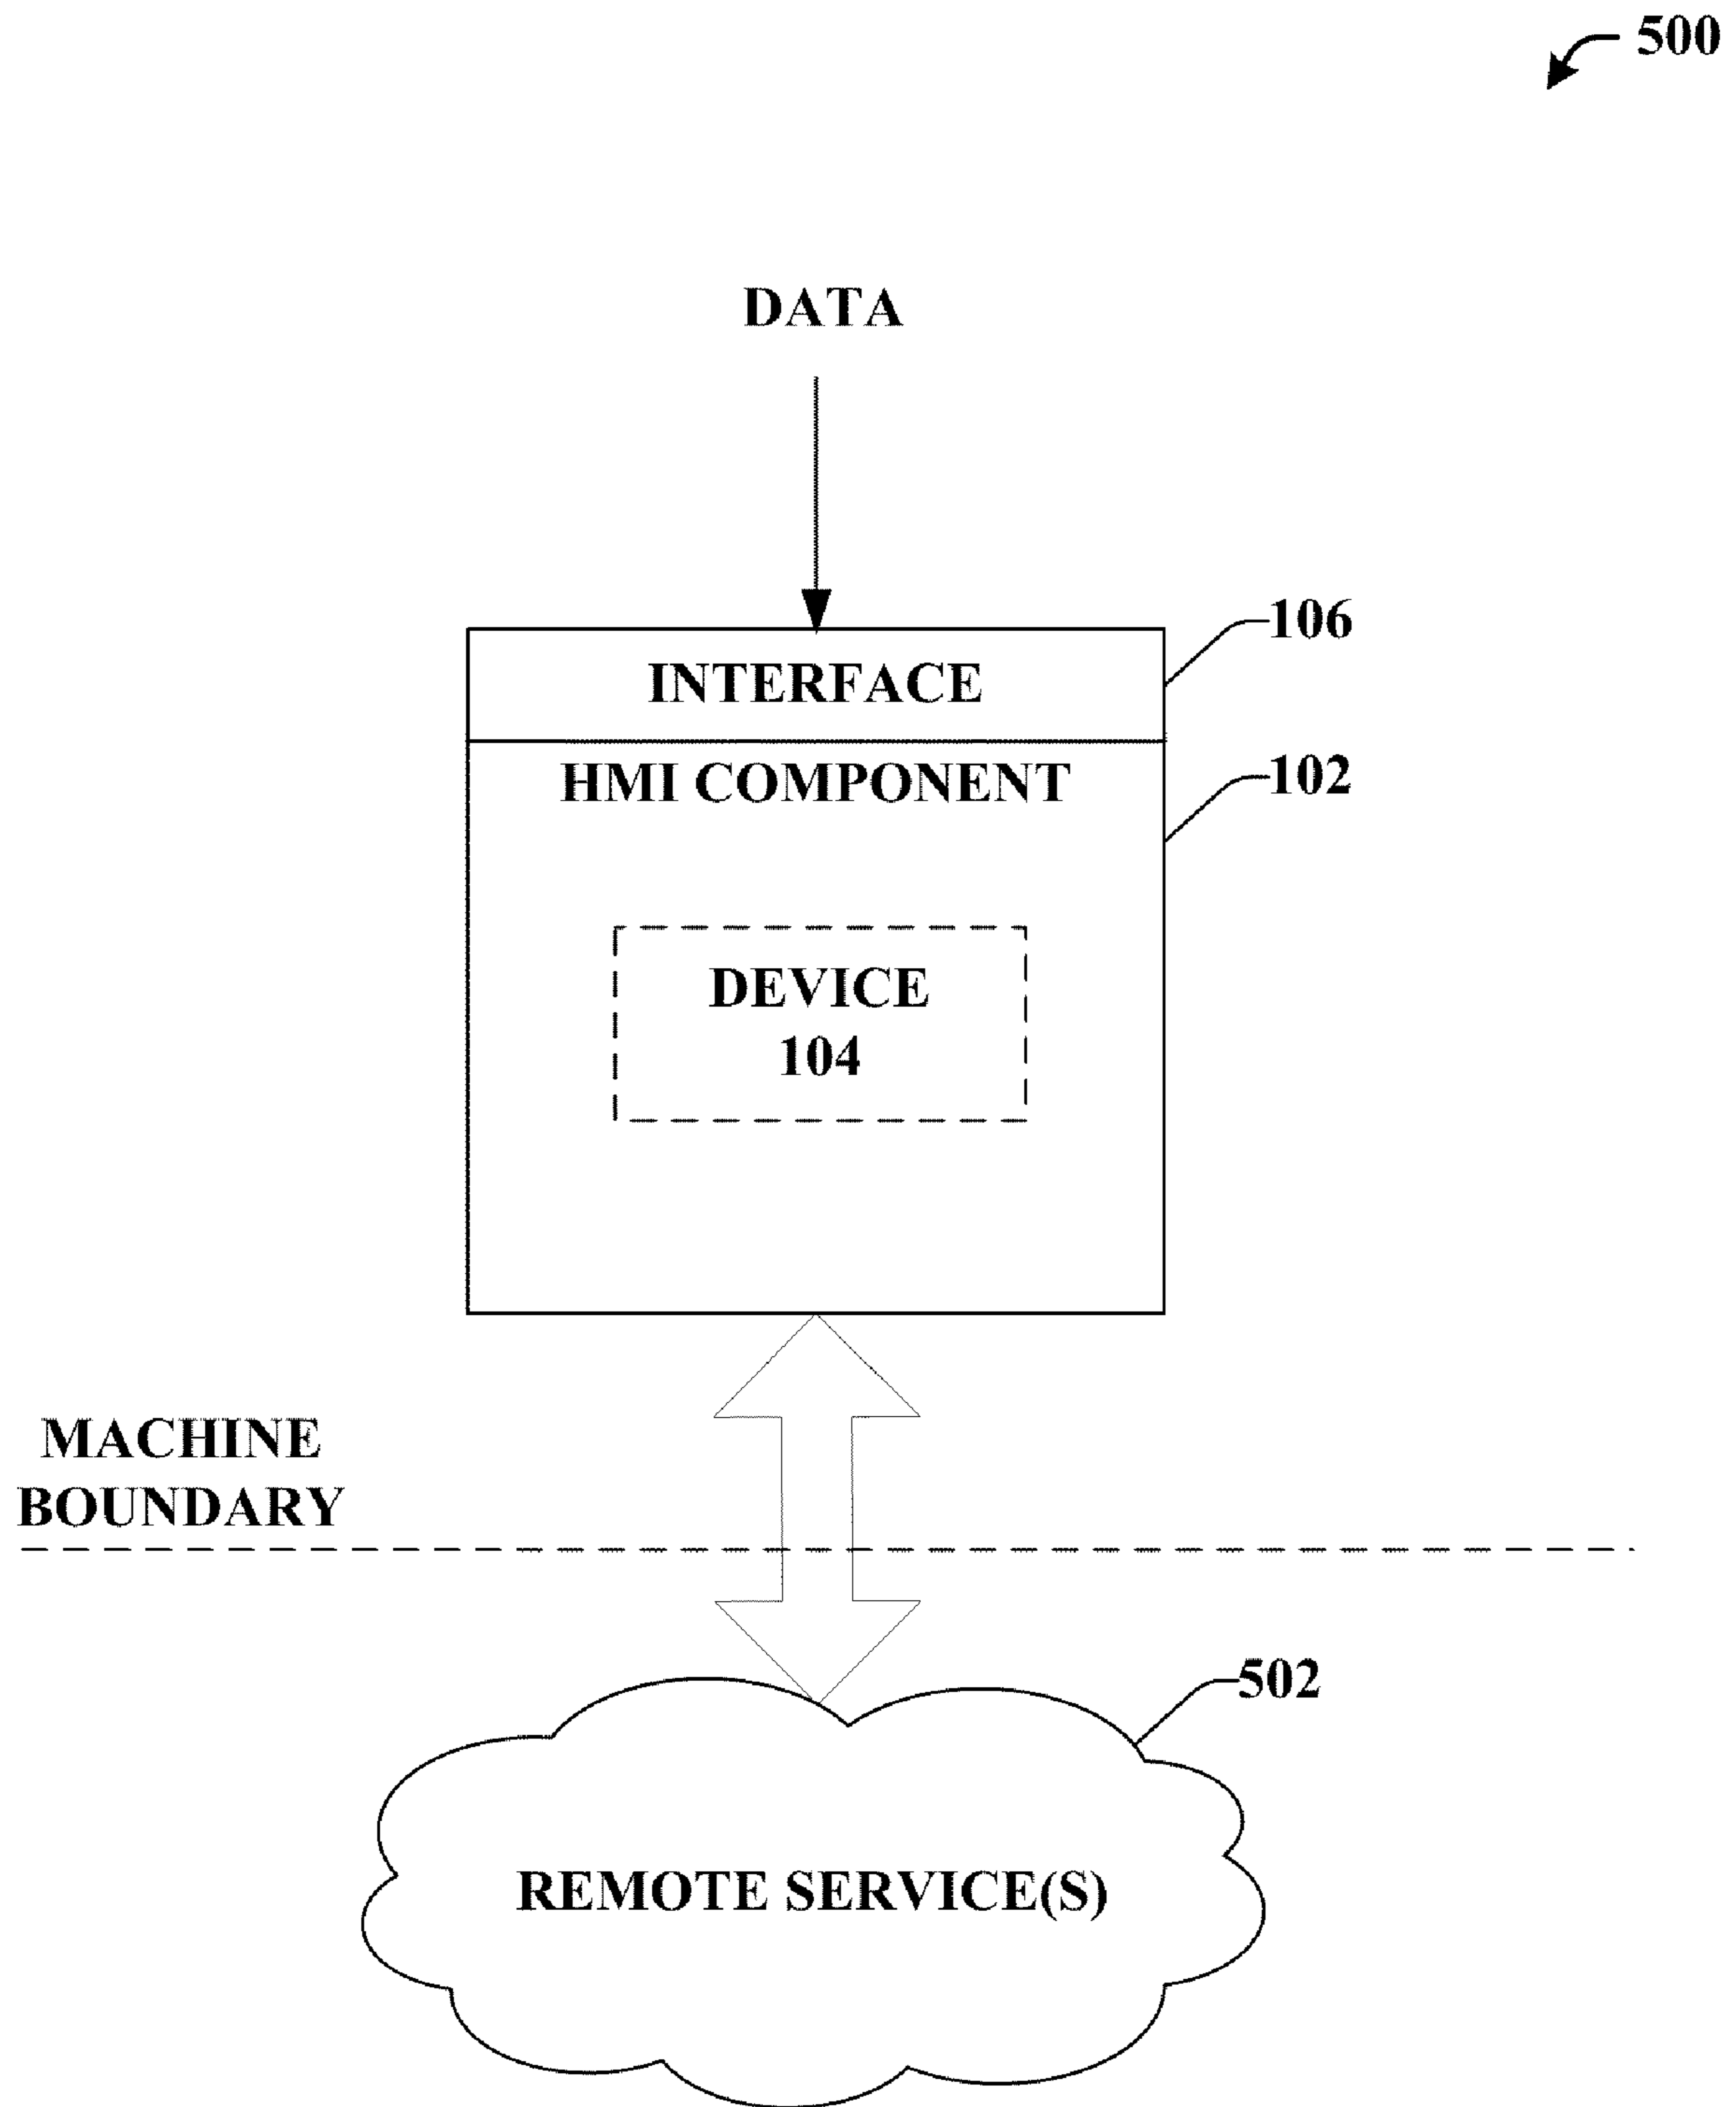 500
DATA
106
INTERFACE
HMI COMPONENT
102
DEVICE
104
MACHINE
BOUNDARY
502
REMOTE SERVICE(S)